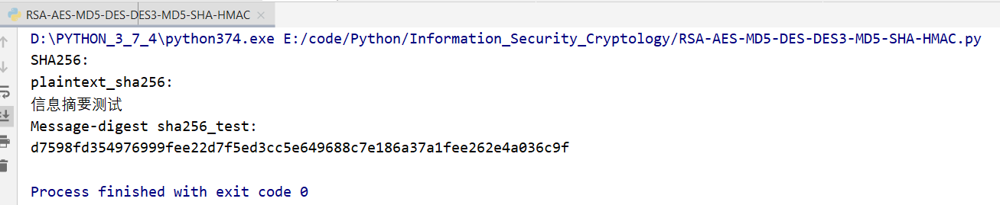 RSA-AES-MD5-DES-DES3-MD5-SHA-HMAC
D:\PYTHON_3_7_4\python374.exe E:/code/Python/Information_Security_Cryptology/RSA-AES-MD5-DES-DES3-MD5-SHA-HMAC.py
SHA256:
plaintext_sha256:
信息摘要测试
Message-digest sha256_test:
d7598fd354976999fee22d7f5ed3cc5e649688c7e186a37a1fee262e4a036c9f
Process finished with exit code 0